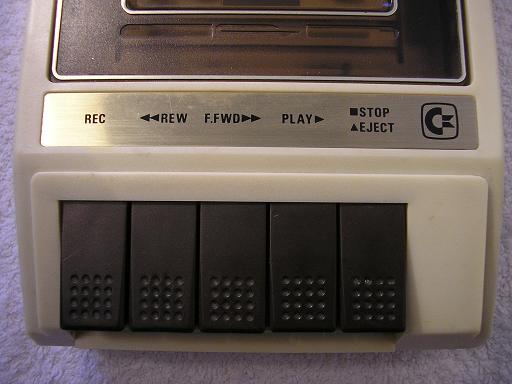 REC ◀◀REW F.FWD▶▶ PLAY▶ ■STOP
▲EJECT